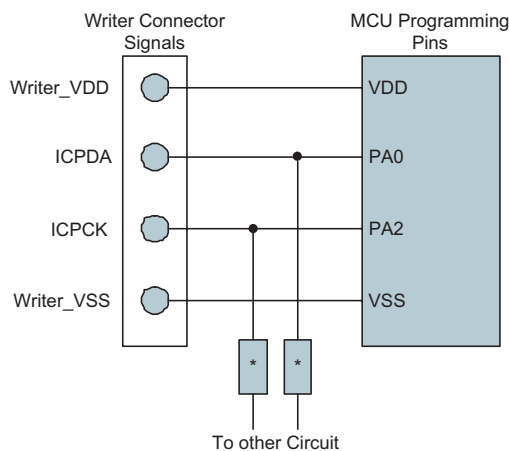 Writer Connector
Signals
MCU Programming
Pins
Writer_VDD
VDD
ICPDA
PA0
ICPCK
PA2
Writer_VSS
VSS
*
*
To other Circuit